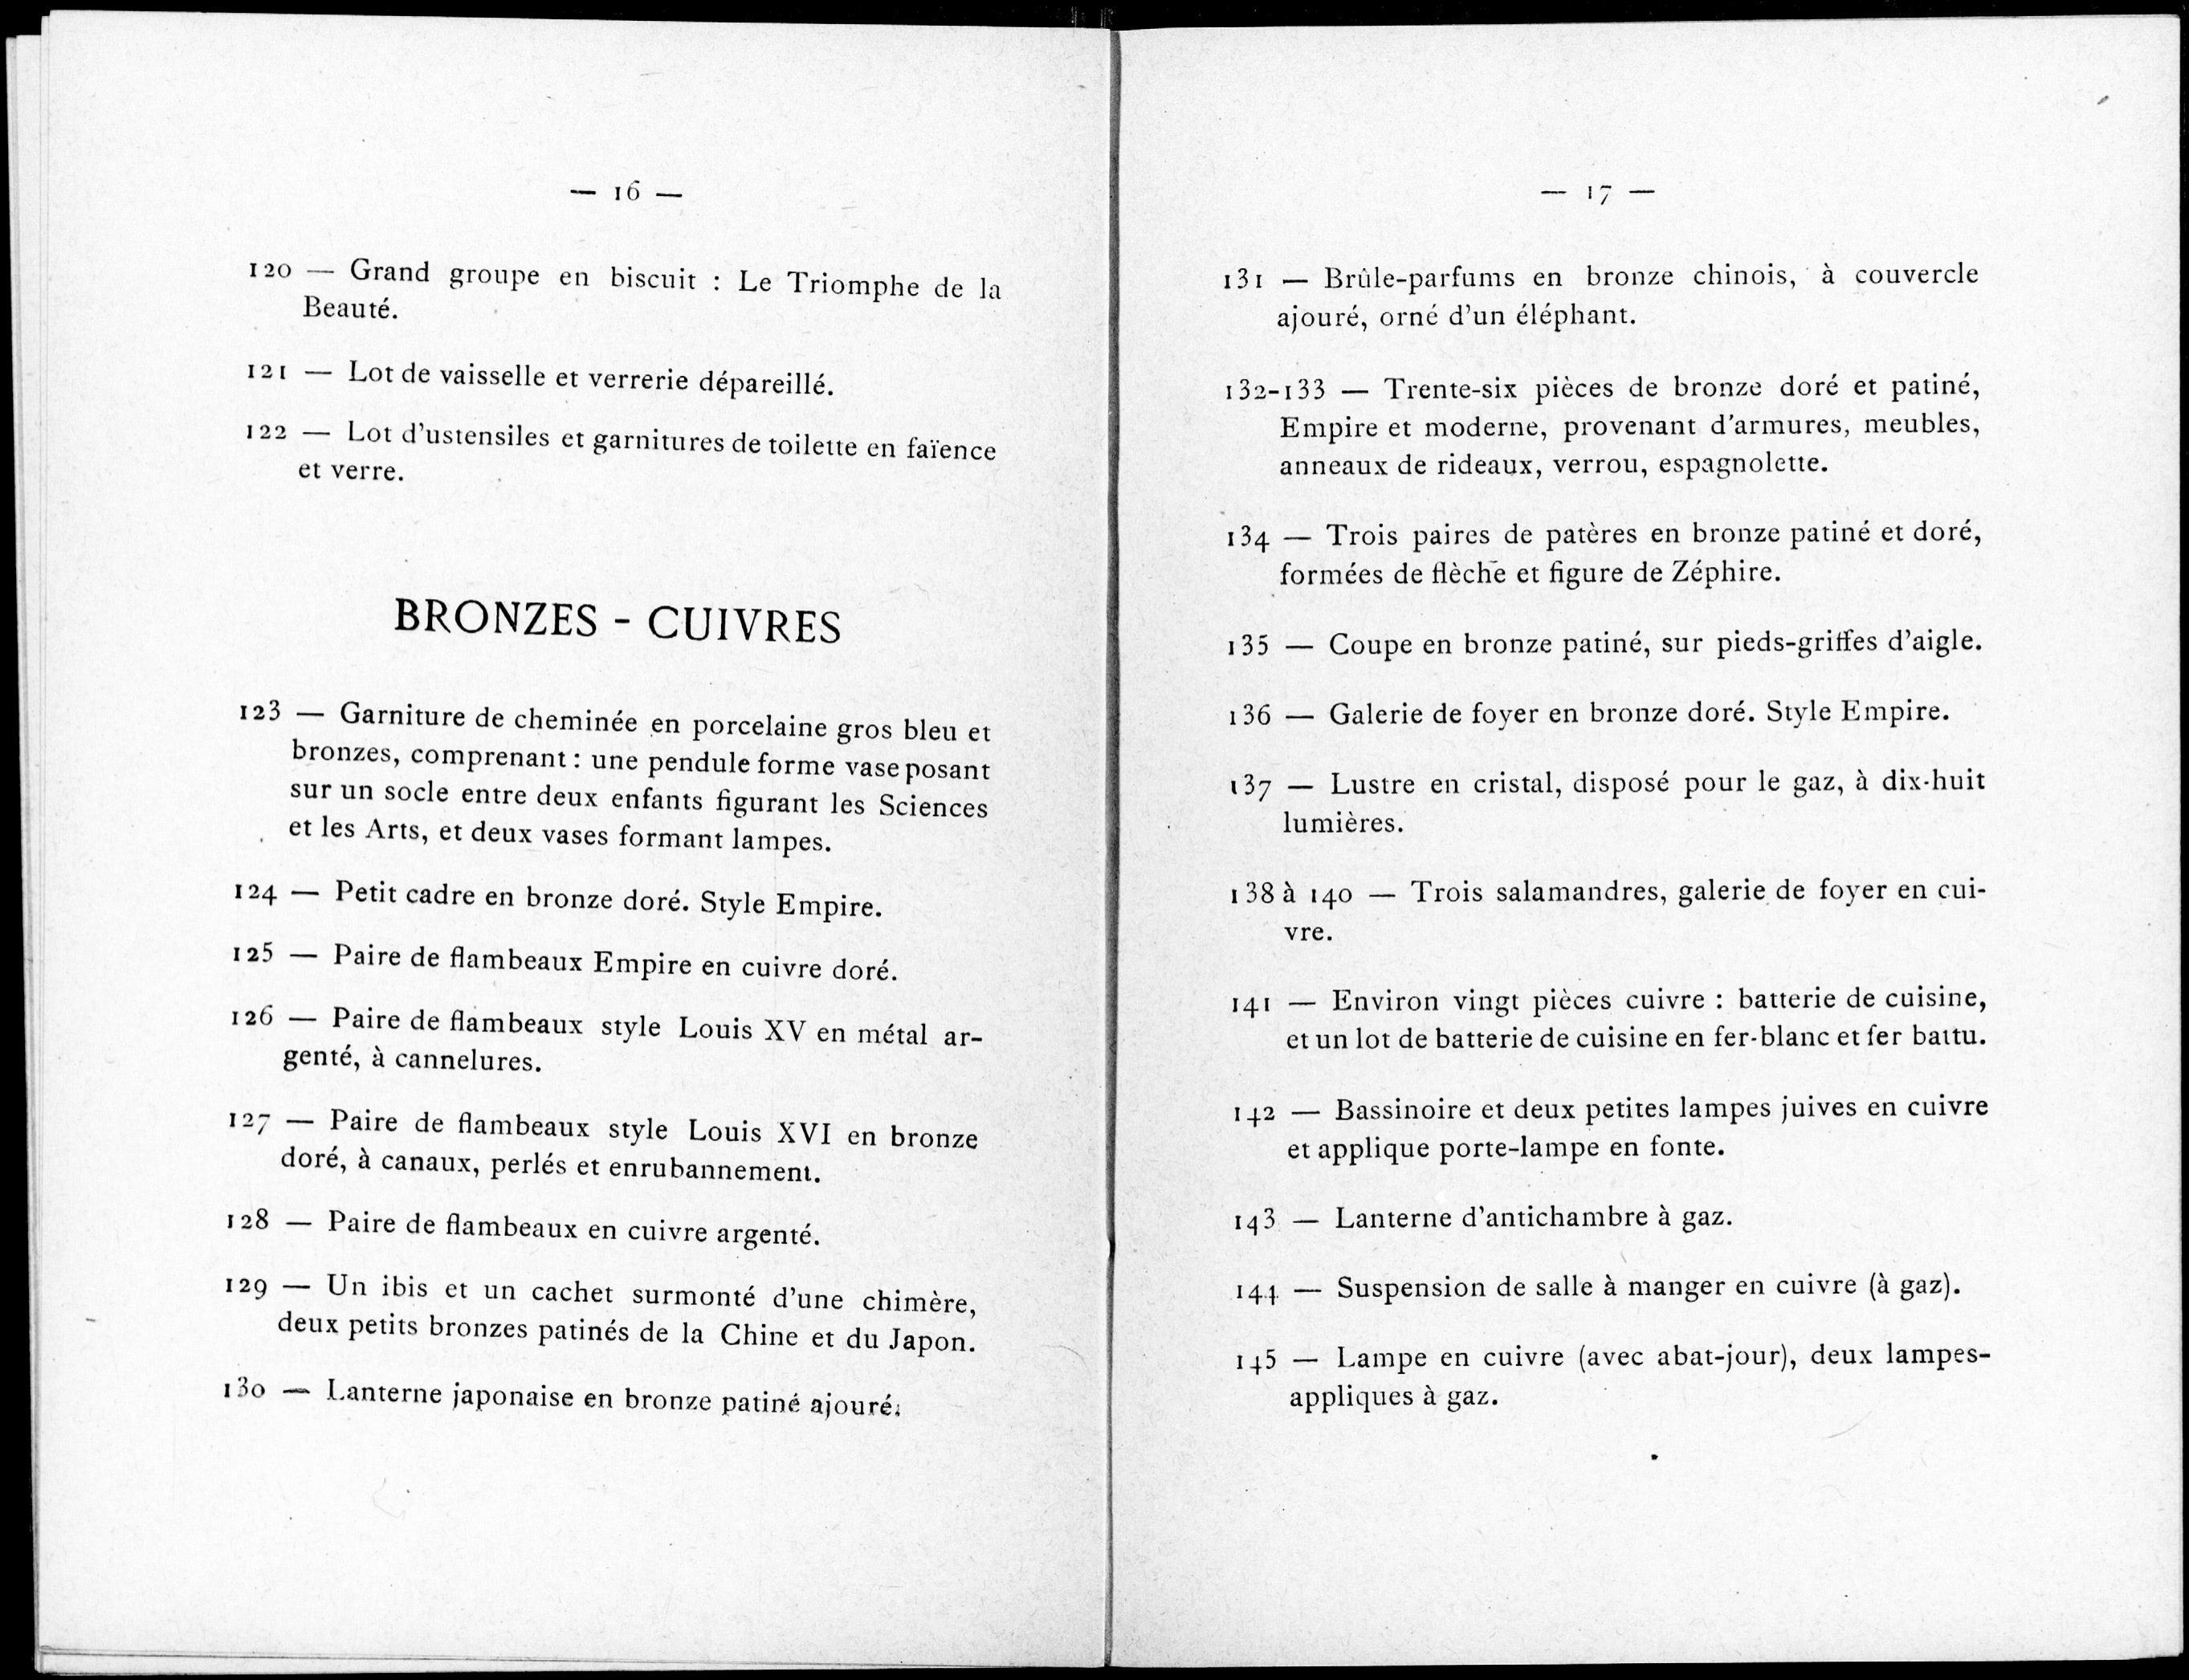 — 16 —
120 — Grand groupe en biscuit : Le Triomphe de la
Beauté.
121 — Lot de vaisselle et verrerie dépareillé.
122 — Lot d'ustensiles et garnitures de toilette en faïence
et verre.
BRONZES - CUIVRES
123 — Garniture de cheminée en porcelaine gros bleu et
bronzes, comprenant : une pendule forme vase posant
sur un socle entre deux enfants figurant les Sciences
et les Arts, et deux vases formant lampes.
124 — Petit cadre en bronze doré. Style Empire.
125 — Paire de flambeaux Empire en cuivre doré.
126 — Paire de flambeaux style Louis XV en métal ar-
genté, à cannelures.
127 — Paire de flambeaux style Louis XVI en bronze
doré, à canaux, perlés et enrubannement.
128 — Paire de flambeaux en cuivre argenté.
129 — Un ibis et un cachet surmonté d'une chimère,
deux petits bronzes patinés de la Chine et du Japon.
130 — Lanterne japonaise en bronze patiné ajouré.
— 17 —
131 — Brûle-parfums en bronze chinois, à couvercle
ajouré, orné d'un éléphant.
132-133 — Trente-six pièces de bronze doré et patiné,
Empire et moderne, provenant d'armures, meubles,
anneaux de rideaux, verrou, espagnolette.
134 — Trois paires de patères en bronze patiné et doré,
formées de flèche et figure de Zéphire.
135 — Coupe en bronze patiné, sur pieds-griffes d'aigle.
136 — Galerie de foyer en bronze doré. Style Empire.
137 — Lustre en cristal, disposé pour le gaz, à dix-huit
lumières.
138 à 140 — Trois salamandres, galerie de foyer en cui-
vre.
141 — Environ vingt pièces cuivre : batterie de cuisine,
et un lot de batterie de cuisine en fer-blanc et fer battu.
142 — Bassinoire et deux petites lampes juives en cuivre
et applique porte-lampe en fonte.
143 — Lanterne d'antichambre à gaz.
144 — Suspension de salle à manger en cuivre (à gaz).
145 — Lampe en cuivre (avec abat-jour), deux lampes-
appliques à gaz.